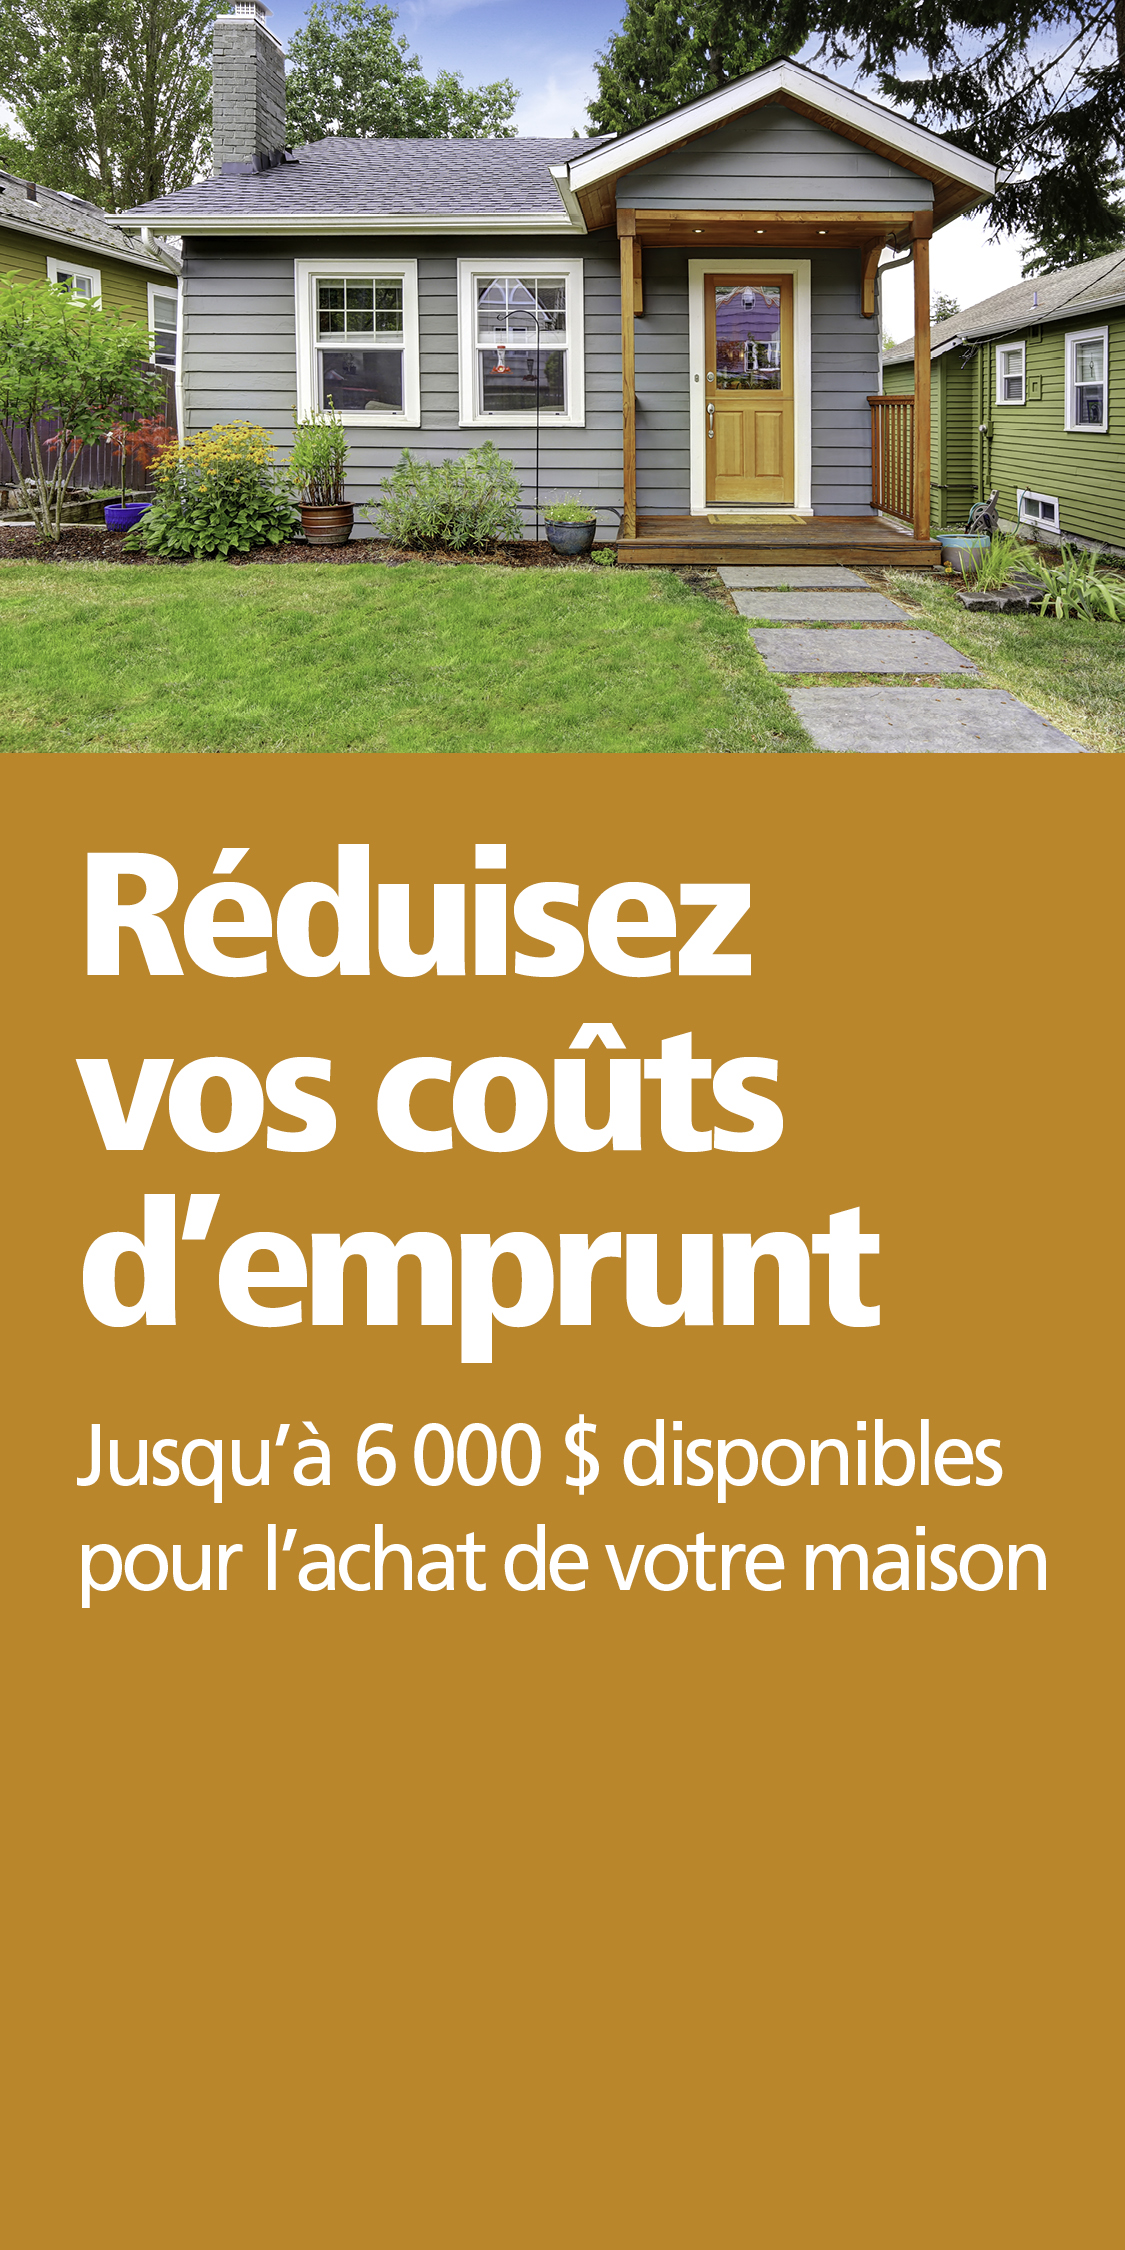 Réduisez
vos coûts
d’emprunt
Jusqu’à 6 000 $ disponibles
pour l’achat de votre maison